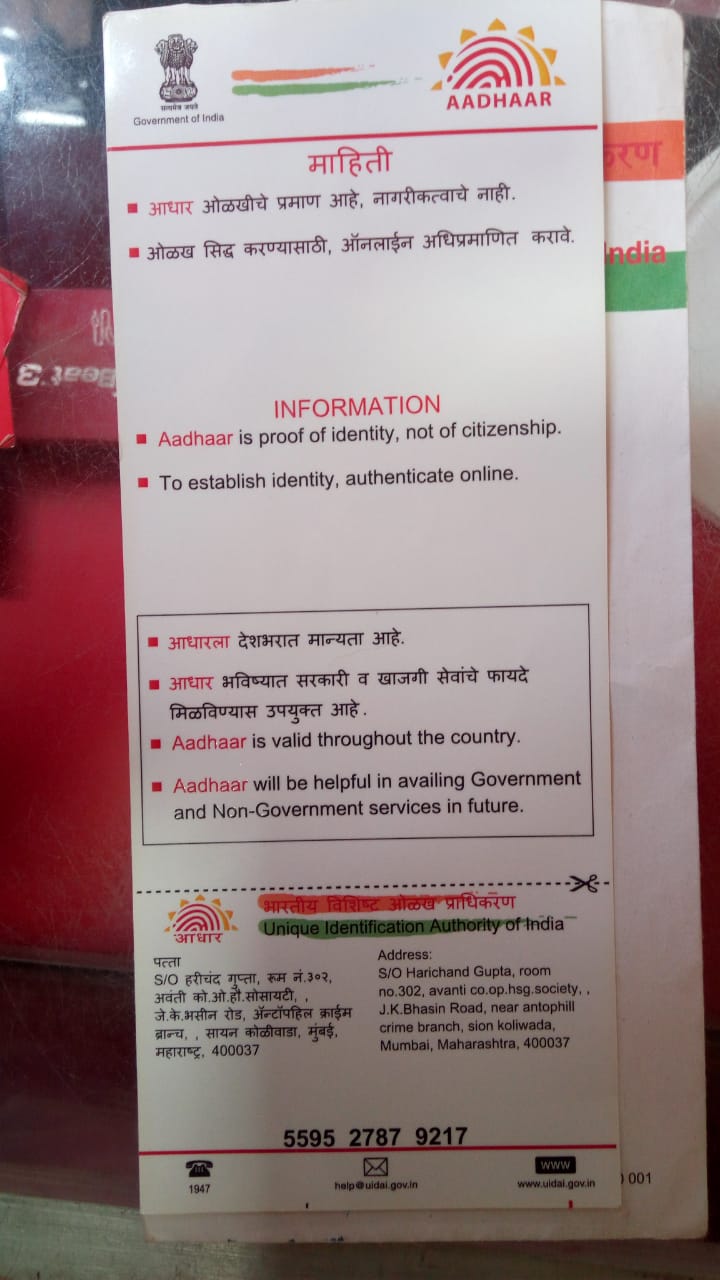 सत्यमेव जयते
Government of India
AADHAAR
माहिती
आधार ओळखीचे प्रमाण आहे, नागरीकत्वाचे नाही.
ओळख सिद्ध करण्यासाठी, ऑनलाईन अधिप्रमाणित करावे.
INFORMATION
Aadhaar is proof of identity, not of citizenship.
To establish identity, authenticate online.
आधारला देशभरात मान्यता आहे.
आधार भविष्यात सरकारी व खाजगी सेवांचे फायदे
मिळविण्यास उपयुक्त आहे.
Aadhaar is valid throughout the country.
Aadhaar will be helpful in availing Government
and Non-Government services in future.
आधार
भारतीय विशिष्ट ओळख प्राधिकरण
Unique Identification Authority of India
पत्ता
S/O हरीचंद गुप्ता, रूम नं.३०२,
अवंती को.ओ.हौ.सोसायटी, ,
जे.के.भसीन रोड, ॲन्टॉपहिल क्राईम
ब्रान्च, , सायन कोळीवाडा, मुंबई,
महाराष्ट्र, 400037
Address:
S/O Harichand Gupta, room
no.302, avanti co.op.hsg.society, ,
J.K.Bhasin Road, near antophill
crime branch, sion koliwada,
Mumbai, Maharashtra, 400037
5595 2787 9217
1947
help@uidai.gov.in
www
www.uidai.gov.in
करण
India
001
Beat.3